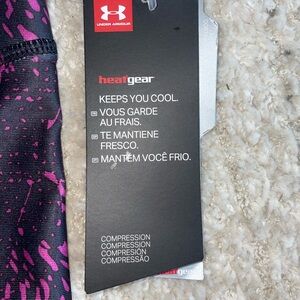 UNDER ARMOUR
heatgear
KEEPS YOU COOL.
VOUS GARDE
AU FRAIS.
TE MANTIENE
FRESCO.
MANTÉM VOCÊ FRIO.
COMPRESSION
COMPRESSION
COMPRESIÓN
COMPRESSÃO
heatgear